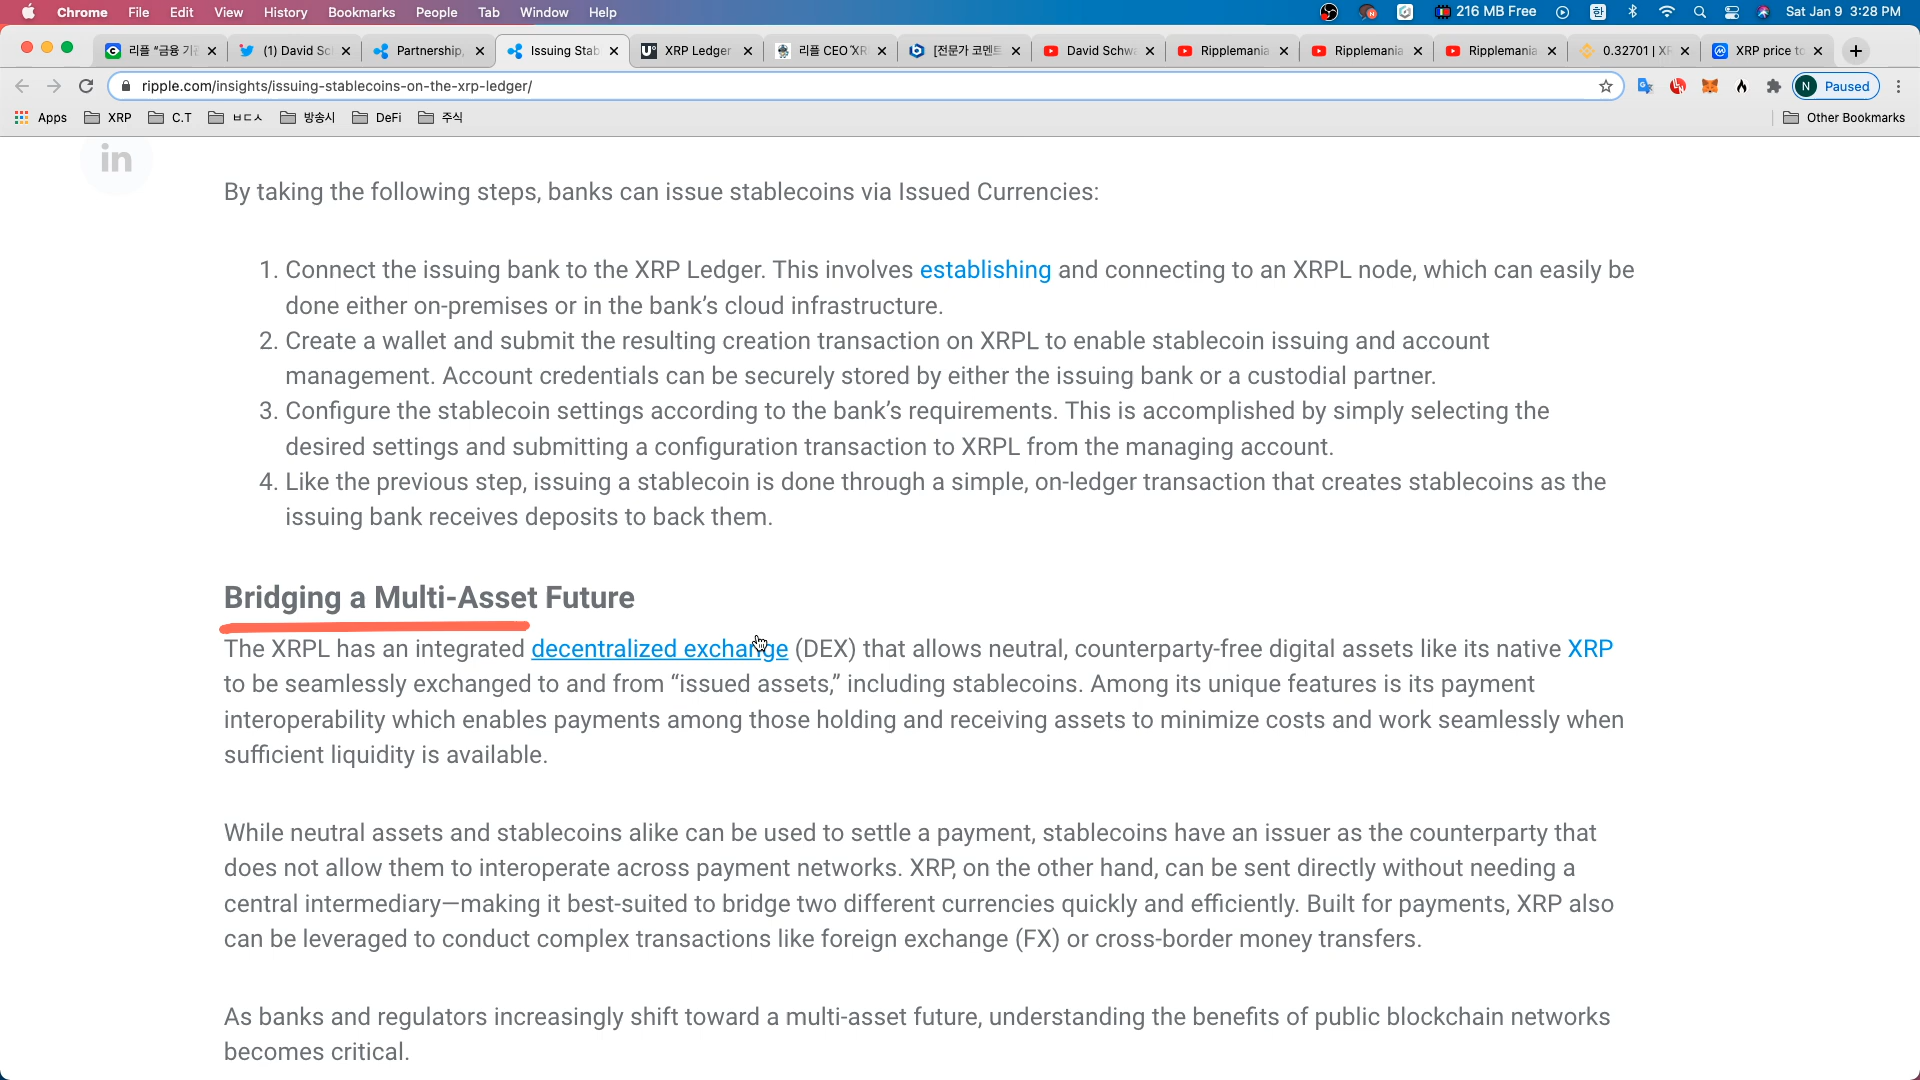 Chrome File Edit View History Bookmarks People Tab Window Help 216 MB Free 한 Sat Jan 9 3:28 PM
리플 “금융 기관 (1) David Sc Partnership, Issuing Stab XRP Ledger 리플 CEO 'XR [전문가 코멘트 David Schwa Ripplemania Ripplemania Ripplemania 0.32701 | XR XRP price to
ripple.com/insights/issuing-stablecoins-on-the-xrp-ledger/ N Paused
Apps XRP C.T ㅂㄷㅅ 방송시 DeFi 주식 Other Bookmarks
in
By taking the following steps, banks can issue stablecoins via Issued Currencies:
1. Connect the issuing bank to the XRP Ledger. This involves establishing and connecting to an XRPL node, which can easily be
done either on-premises or in the bank’s cloud infrastructure.
2. Create a wallet and submit the resulting creation transaction on XRPL to enable stablecoin issuing and account
management. Account credentials can be securely stored by either the issuing bank or a custodial partner.
3. Configure the stablecoin settings according to the bank’s requirements. This is accomplished by simply selecting the
desired settings and submitting a configuration transaction to XRPL from the managing account.
4. Like the previous step, issuing a stablecoin is done through a simple, on-ledger transaction that creates stablecoins as the
issuing bank receives deposits to back them.
Bridging a Multi-Asset Future
The XRPL has an integrated decentralized exchange (DEX) that allows neutral, counterparty-free digital assets like its native XRP
to be seamlessly exchanged to and from “issued assets,” including stablecoins. Among its unique features is its payment
interoperability which enables payments among those holding and receiving assets to minimize costs and work seamlessly when
sufficient liquidity is available.
While neutral assets and stablecoins alike can be used to settle a payment, stablecoins have an issuer as the counterparty that
does not allow them to interoperate across payment networks. XRP, on the other hand, can be sent directly without needing a
central intermediary—making it best-suited to bridge two different currencies quickly and efficiently. Built for payments, XRP also
can be leveraged to conduct complex transactions like foreign exchange (FX) or cross-border money transfers.
As banks and regulators increasingly shift toward a multi-asset future, understanding the benefits of public blockchain networks
becomes critical.